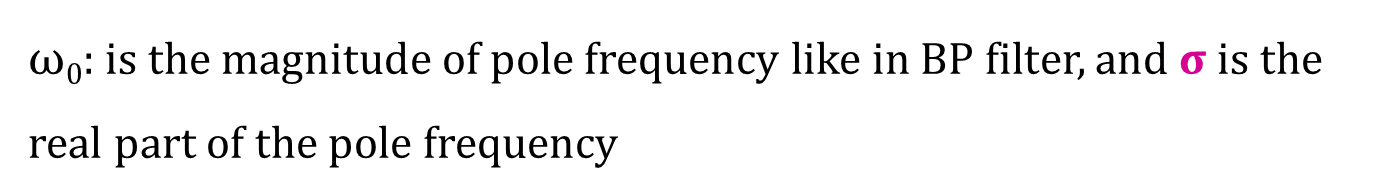 ω₀: is the magnitude of pole frequency like in BP filter, and σ is the
real part of the pole frequency